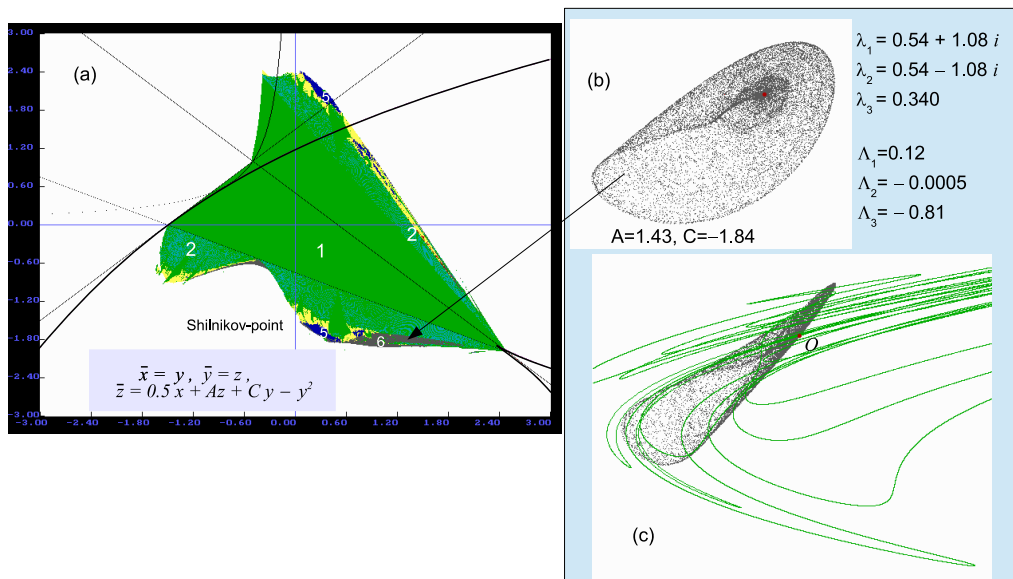 3.00
2.40
1.80
1.20
0.60
0.00
-0.60
-1.20
-1.80
-2.40
-3.00
-3.00 -2.40 -1.80 -1.20 -0.60 0.00 0.60 1.20 1.80 2.40 3.00
(a)
5
2
2
1
Shilnikov-point
5
6
x̄ = y , ȳ = z ,
z̄ = 0.5 x + Az + C y − y²
(b)
A=1.43, C=−1.84
λ₁ = 0.54 + 1.08 i
λ₂ = 0.54 − 1.08 i
λ₃ = 0.340
Λ₁=0.12
Λ₂= − 0.0005
Λ₃= − 0.81
O
(c)